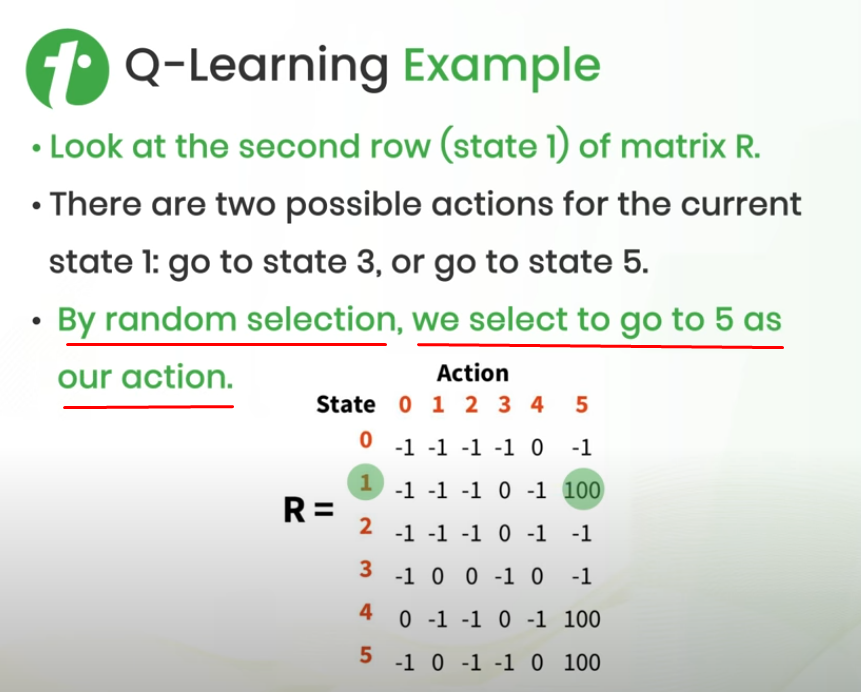 Q-Learning Example
• Look at the second row (state 1) of matrix R.
• There are two possible actions for the current
state 1: go to state 3, or go to state 5.
• By random selection, we select to go to 5 as
our action.
Action
State 0 1 2 3 4 5
0 -1 -1 -1 -1 0 -1
1 -1 -1 -1 0 -1 100
R =
2 -1 -1 -1 0 -1 -1
3 -1 0 0 -1 0 -1
4 0 -1 -1 0 -1 100
5 -1 0 -1 -1 0 100